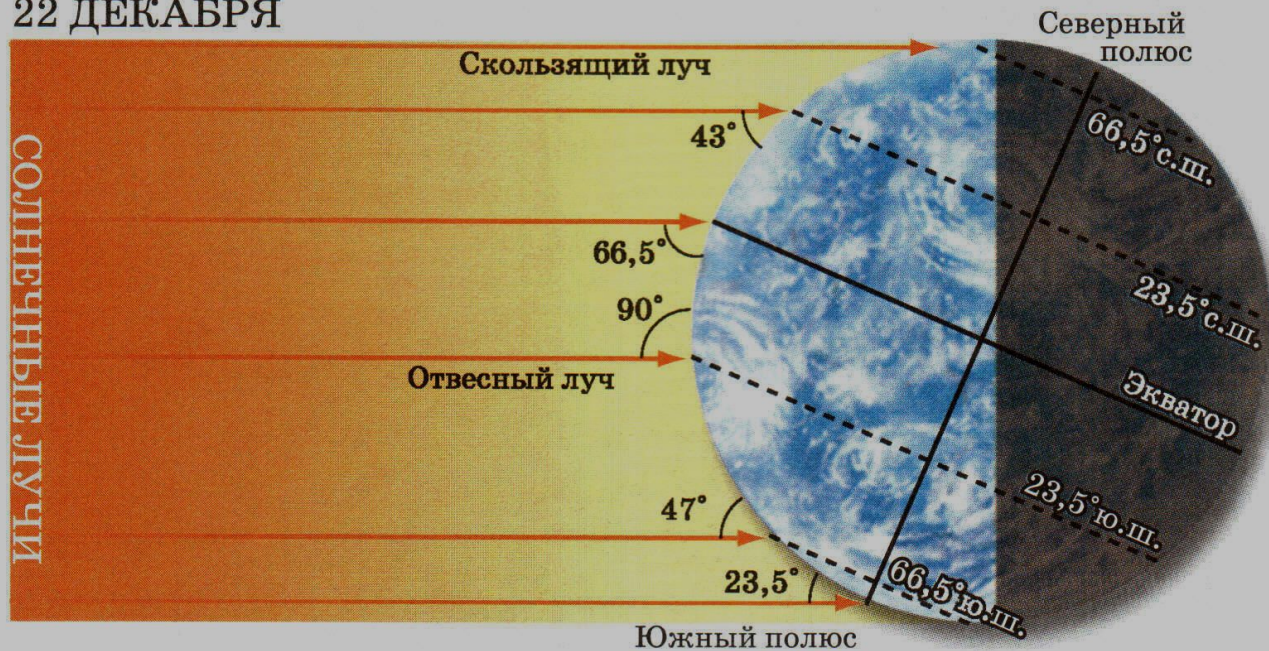 22 ДЕКАБРЯ
Северный
полюс
Скользящий луч
43°
66,5°с.ш.
СОЛНЕЧНЫЕ ЛУЧИ
66,5°
90°
23,5°с.ш.
Отвесный луч
Экватор
47°
23,5°ю.ш.
23,5°
66,5°ю.ш.
Южный полюс